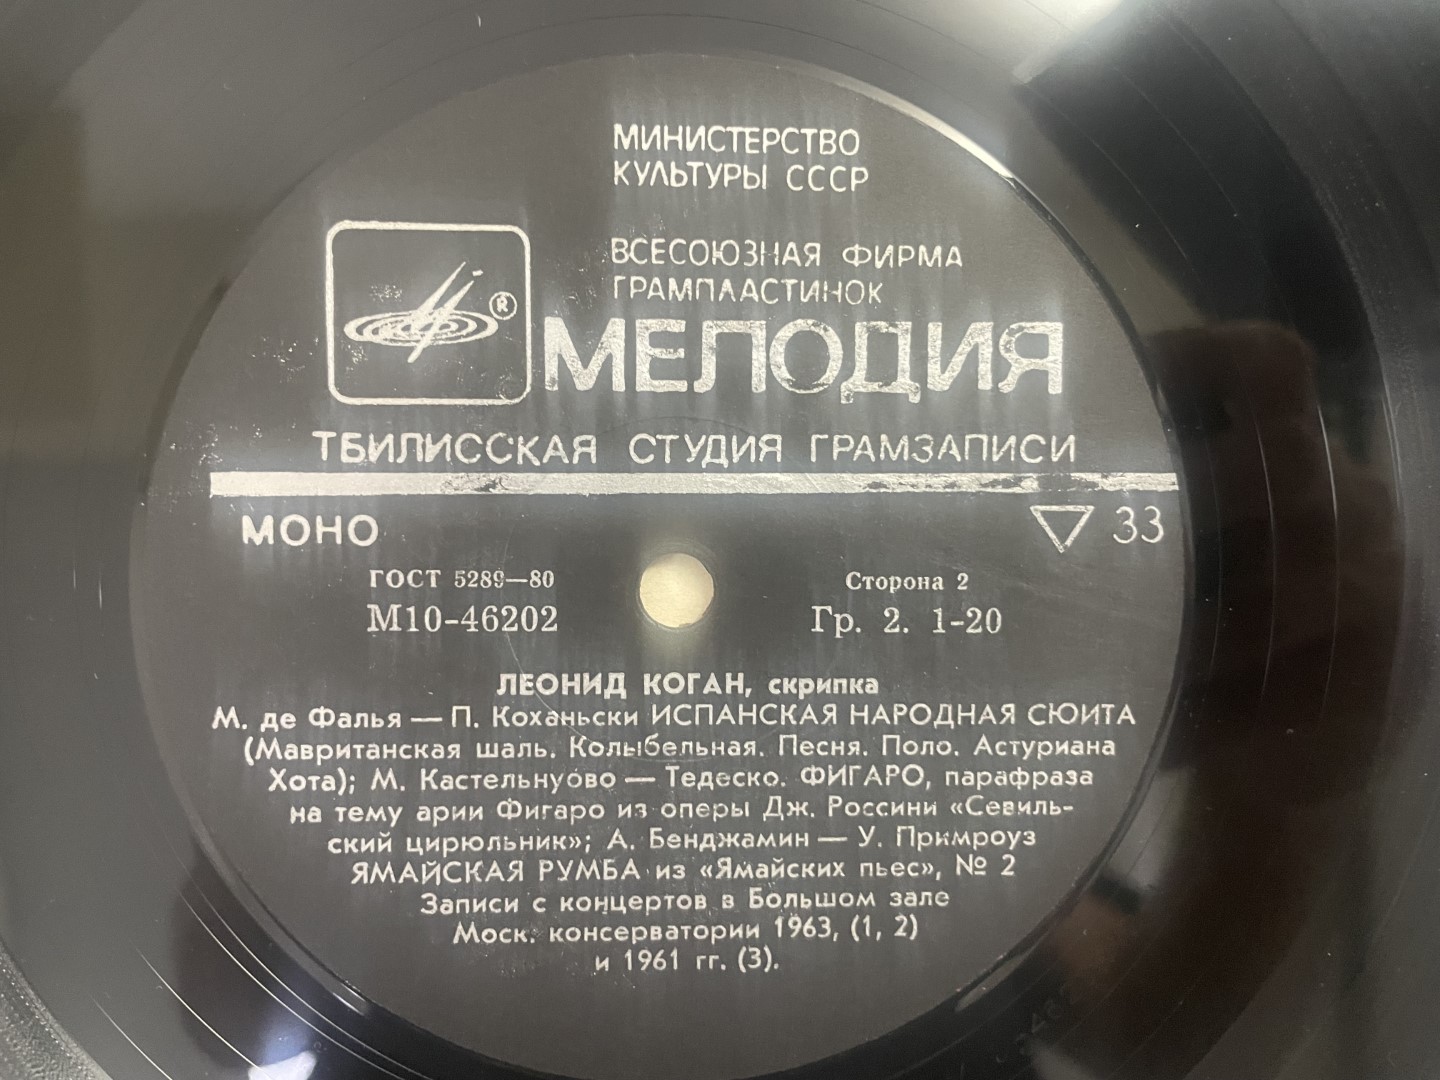 МИНИСТЕРСТВО
КУЛЬТУРЫ СССР
ВСЕСОЮЗНАЯ ФИРМА
ГРАМПЛАСТИНОК
®
МЕЛОДИЯ
ТБИЛИССКАЯ СТУДИЯ ГРАМЗАПИСИ
МОНО
33
ГОСТ 5289—80
М10-46202
Сторона 2
Гр. 2. 1-20
ЛЕОНИД КОГАН, скрипка
М. де Фалья — П. Коханьски ИСПАНСКАЯ НАРОДНАЯ СЮИТА
(Мавританская шаль. Колыбельная. Песня. Поло. Астуриана
Хота); М. Кастельнуово — Тедеско. ФИГАРО, парафраза
на тему арии Фигаро из оперы Дж. Россини «Севиль-
ский цирюльник»; А. Бенджамин — У. Примроуз
ЯМАЙСКАЯ РУМБА из «Ямайских пьес», № 2
Записи с концертов в Большом зале
Моск. консерватории 1963, (1, 2)
и 1961 гг. (3).